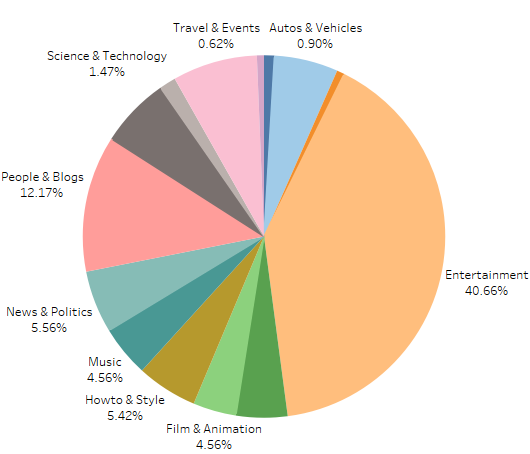 Travel & Events
0.62%
Autos & Vehicles
0.90%
Science & Technology
1.47%
People & Blogs
12.17%
Entertainment
40.66%
News & Politics
5.56%
Music
4.56%
Howto & Style
5.42%
Film & Animation
4.56%